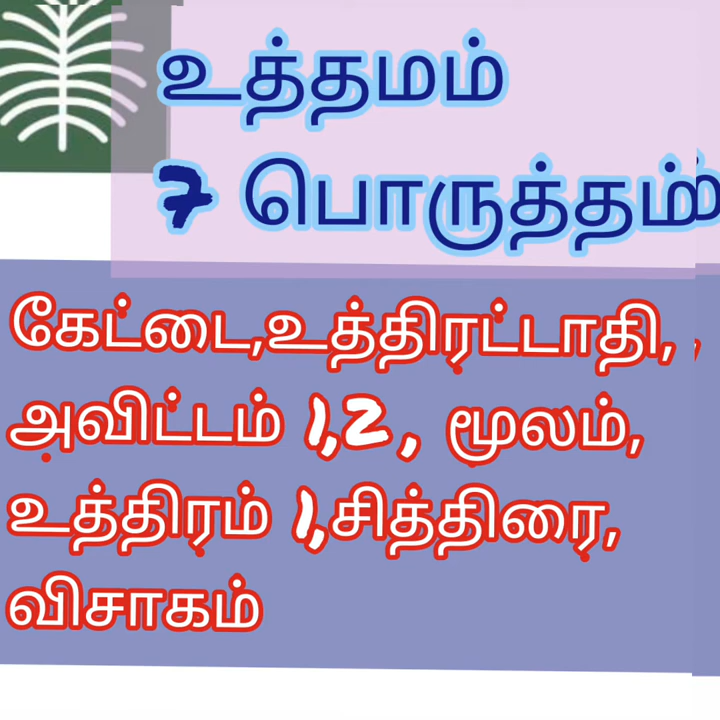 உத்தமம்
7 பொருத்தம்
கேட்டை,உத்திரட்டாதி, ,
அவிட்டம் 1,2 , மூலம்,
உத்திரம் 1,சித்திரை,
விசாகம்